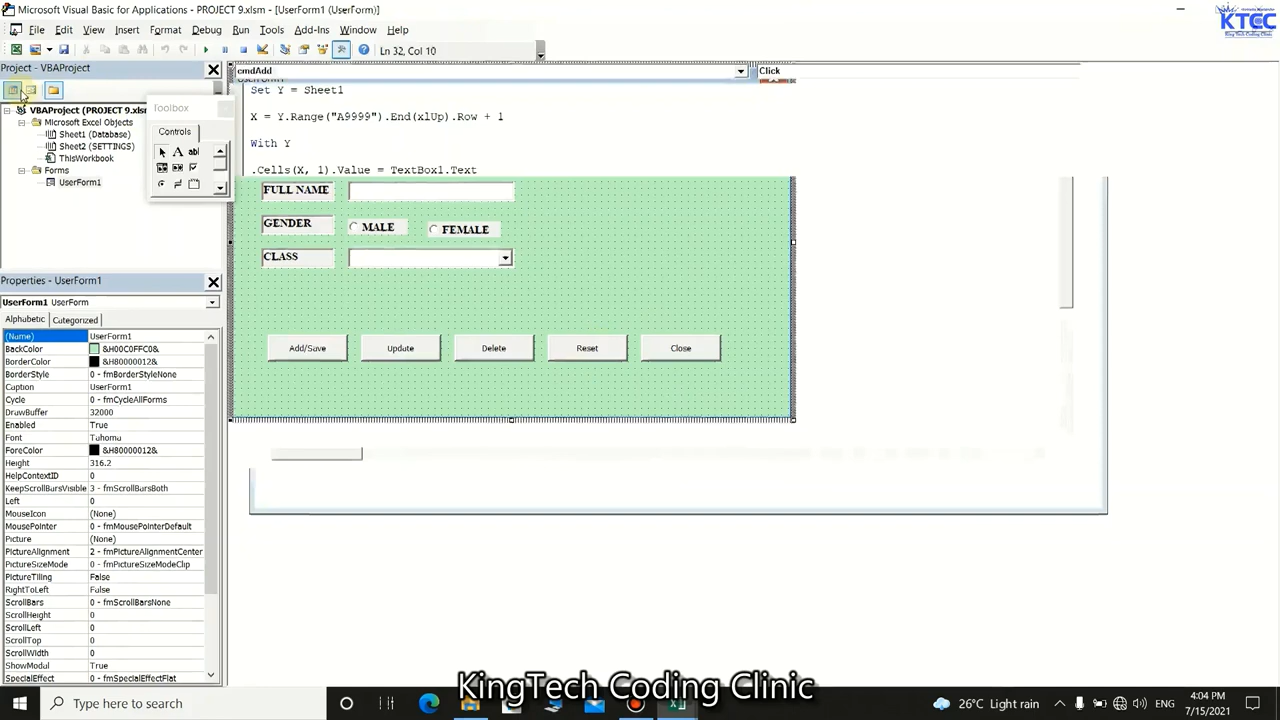 Microsoft Visual Basic for Applications - PROJECT 9.xlsm - [UserForm1 (UserForm)]
KTEC
King Tech Coding Clinic
File Edit View Insert Format Debug Run Tools Add-Ins Window Help
Ln 32, Col 10
Project - VBAProject
cmdAdd
Click
Set Y = Sheet1
VBAProject (PROJECT 9.xlsm
Toolbox
X = Y.Range("A9999").End(xlUp).Row + 1
Microsoft Excel Objects
Sheet1 (Database)
Controls
With Y
Sheet2 (SETTINGS)
A abl
ThisWorkbook
Forms
.Cells(X, 1).Value = TextBox1.Text
UserForm1
FULL NAME
GENDER
MALE
FEMALE
CLASS
Properties - UserForm1
UserForm1 UserForm
Alphabetic Categorized
(Name) UserForm1
BackColor &H00C0FFC0&
BorderColor &H80000012&
BorderStyle 0 - fmBorderStyleNone
Caption UserForm1
Cycle 0 - fmCycleAllForms
DrawBuffer 32000
Enabled True
Font Tahoma
ForeColor &H80000012&
Height 316.2
HelpContextID 0
KeepScrollBarsVisible 3 - fmScrollBarsBoth
Left 0
MouseIcon (None)
MousePointer 0 - fmMousePointerDefault
Picture (None)
PictureAlignment 2 - fmPictureAlignmentCenter
PictureSizeMode 0 - fmPictureSizeModeClip
PictureTiling False
RightToLeft False
ScrollBars 0 - fmScrollBarsNone
ScrollHeight 0
ScrollLeft 0
ScrollTop 0
ScrollWidth 0
ShowModal True
SpecialEffect 0 - fmSpecialEffectFlat
Add/Save
Update
Delete
Reset
Close
KingTech Coding Clinic
Type here to search
26°C Light rain
ENG
4:04 PM
7/15/2021